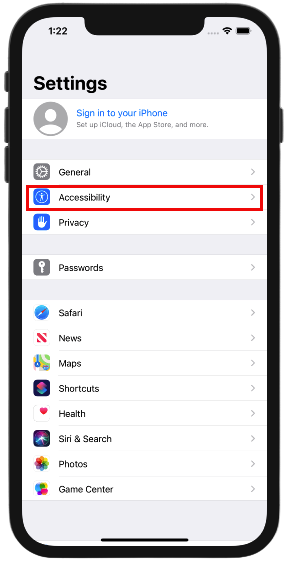 1:22
Settings
Sign in to your iPhone
Set up iCloud, the App Store, and more.
General
Accessibility
Privacy
Passwords
Safari
News
Maps
Shortcuts
Health
Siri & Search
Photos
Game Center